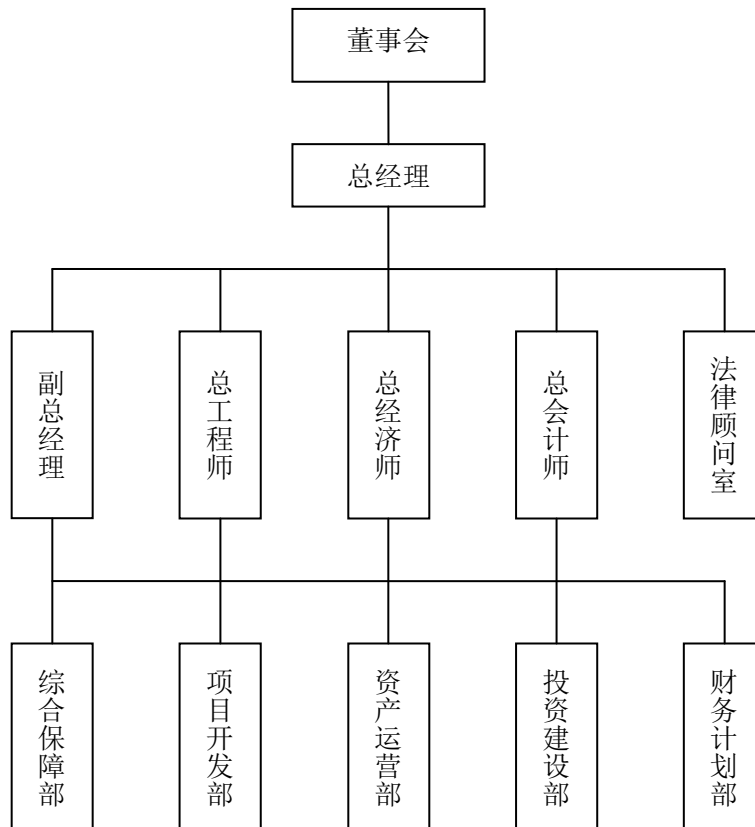 董事会
总经理
副总经理
总工程师
总经济师
总会计师
法律顾问室
综合保障部
项目开发部
资产运营部
投资建设部
财务计划部